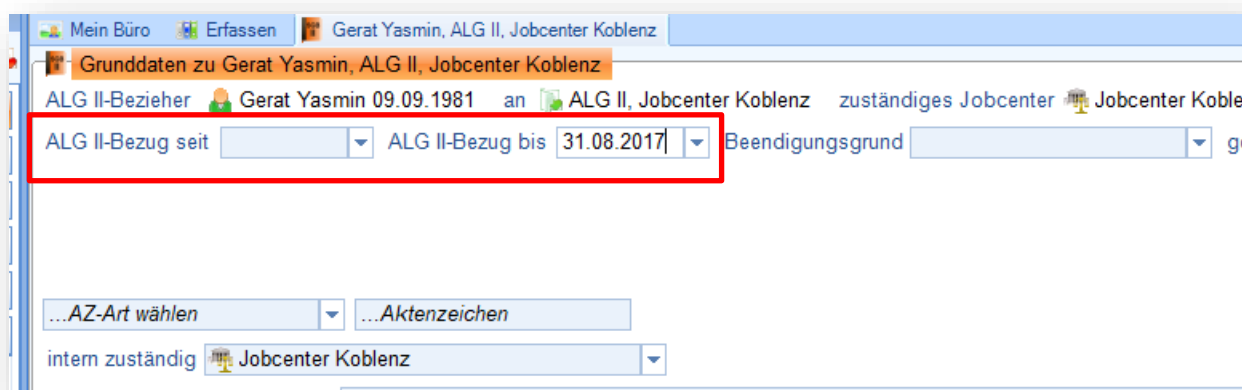 Mein Büro Erfassen Gerat Yasmin, ALG II, Jobcenter Koblenz
Grunddaten zu Gerat Yasmin, ALG II, Jobcenter Koblenz
ALG II-Bezieher Gerat Yasmin 09.09.1981 an ALG II, Jobcenter Koblenz zuständiges Jobcenter Jobcenter Koble
ALG II-Bezug seit ALG II-Bezug bis 31.08.2017 Beendigungsgrund g
...AZ-Art wählen ...Aktenzeichen
intern zuständig Jobcenter Koblenz